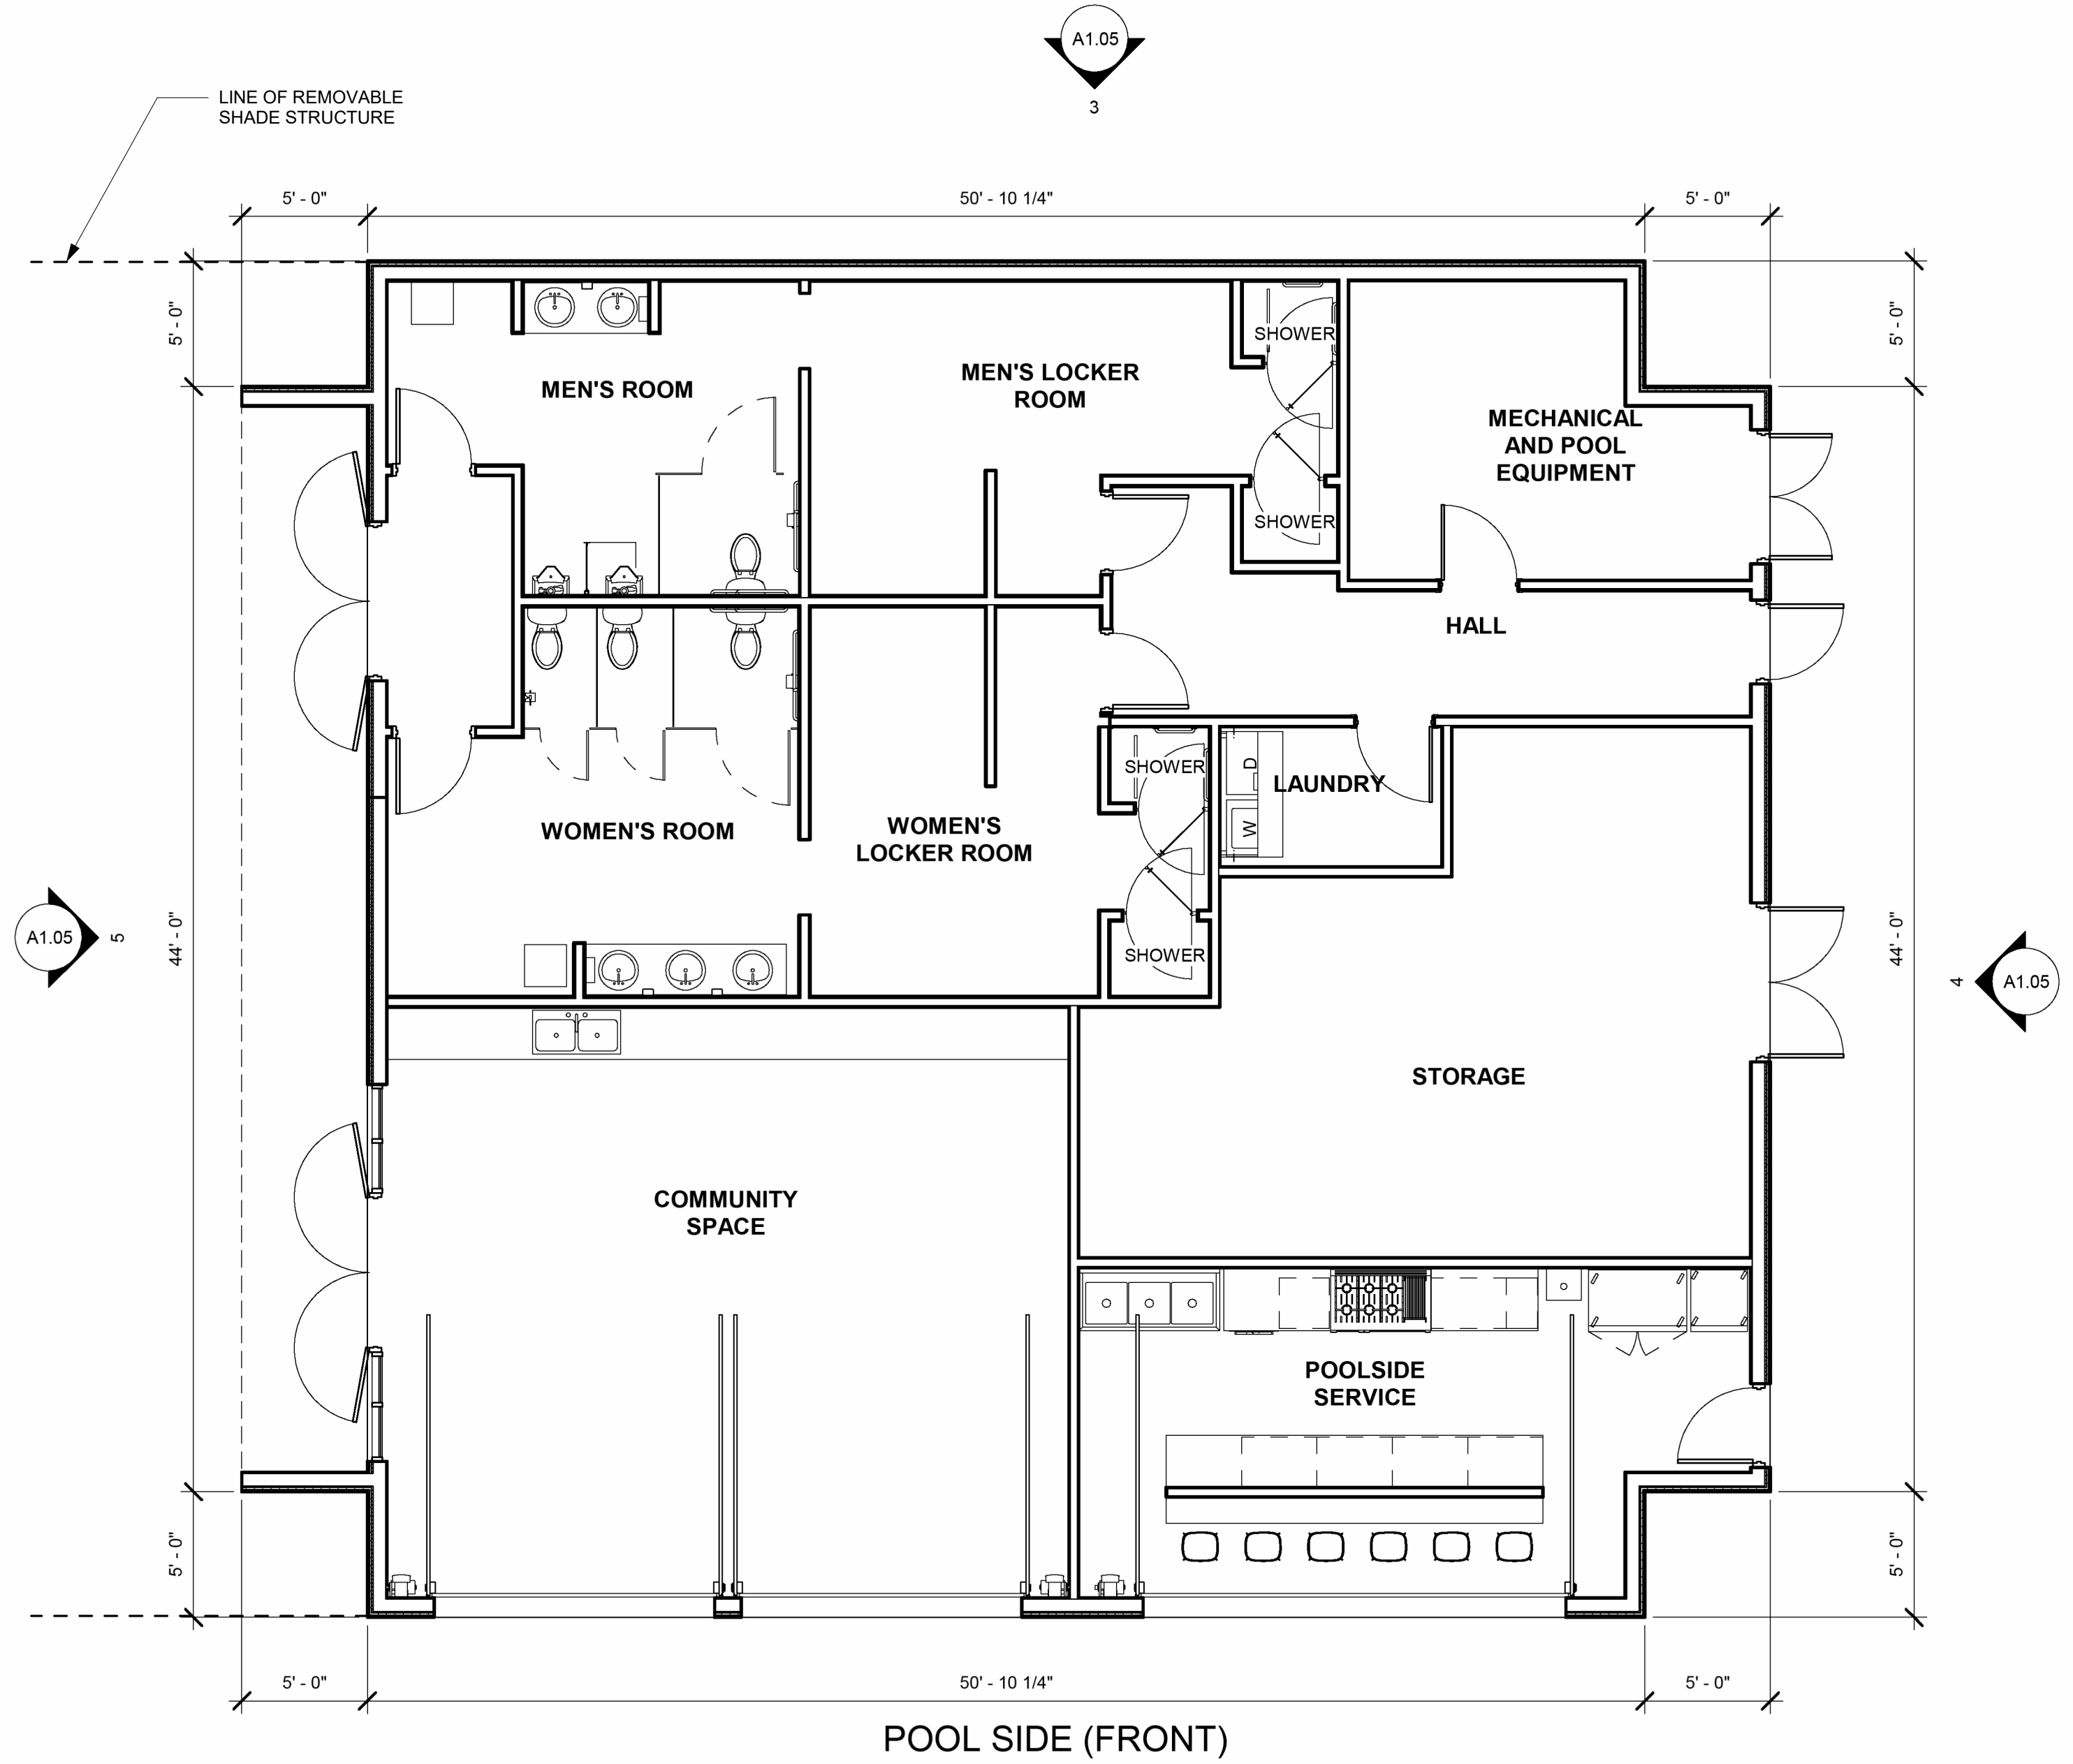 A1.05
3
LINE OF REMOVABLE
SHADE STRUCTURE
5' - 0"
50' - 10 1/4"
5' - 0"
5' - 0"
5' - 0"
SHOWER
MEN'S ROOM
MEN'S LOCKER
ROOM
MECHANICAL
AND POOL
EQUIPMENT
SHOWER
HALL
SHOWER
D
LAUNDRY
W
WOMEN'S ROOM
WOMEN'S
LOCKER ROOM
A1.05
5
44' - 0"
44' - 0"
4
A1.05
SHOWER
STORAGE
COMMUNITY
SPACE
POOLSIDE
SERVICE
5' - 0"
5' - 0"
5' - 0"
50' - 10 1/4"
5' - 0"
POOL SIDE (FRONT)